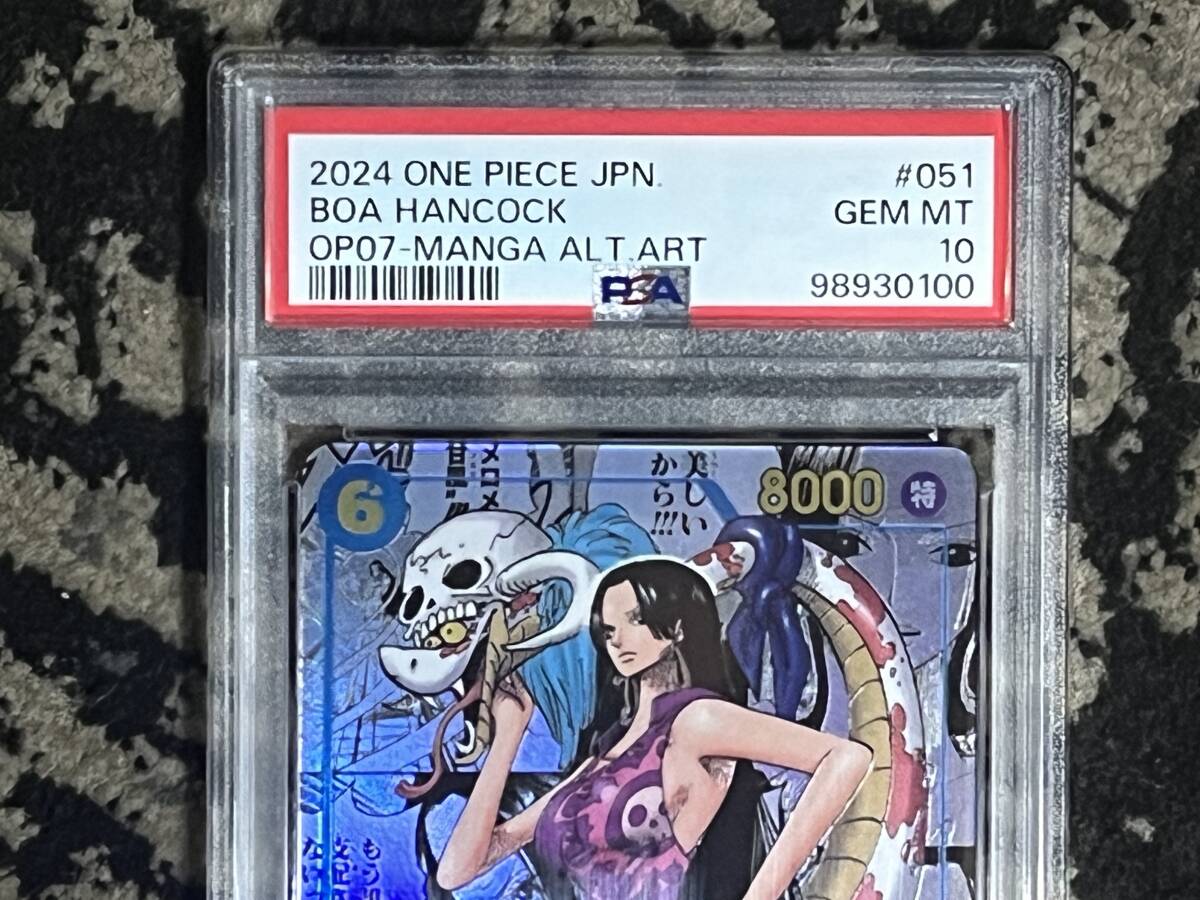 2024 ONE PIECE JPN. #051
BOA HANCOCK GEM MT
OP07-MANGA ALT.ART 10
PSA 98930100
美しい
から!!!
6
8000 特